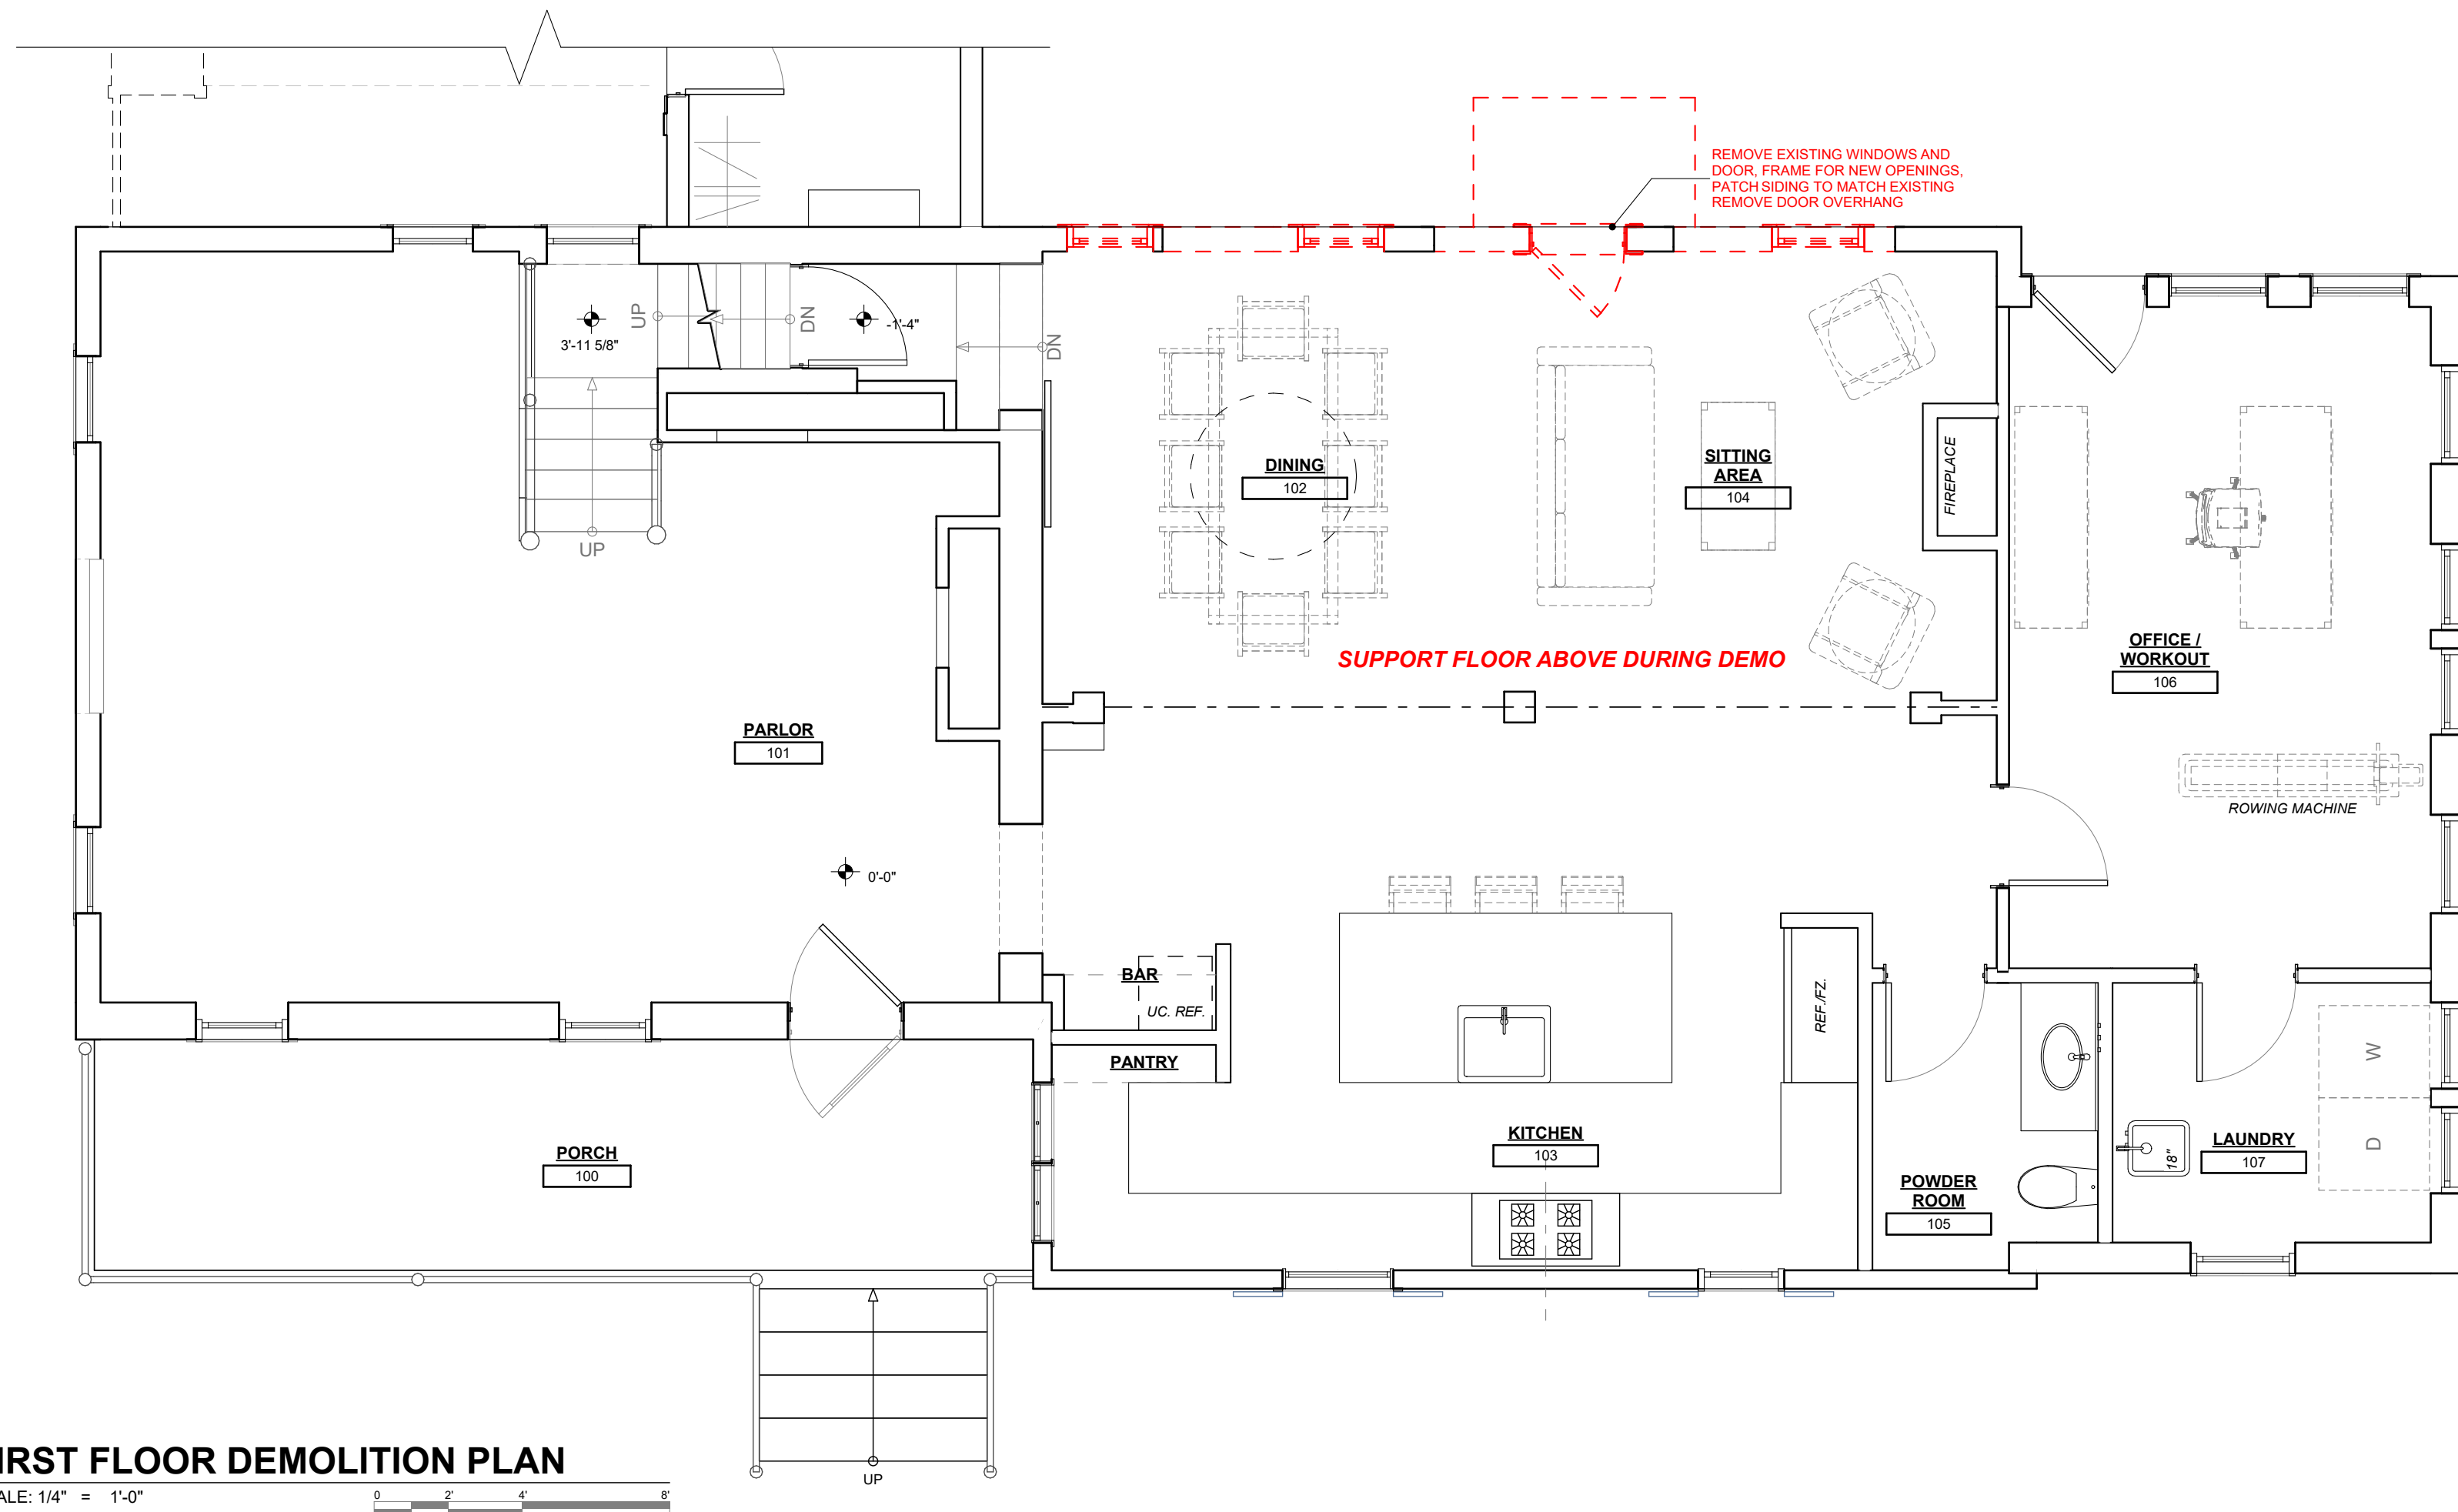 REMOVE EXISTING WINDOWS AND
DOOR, FRAME FOR NEW OPENINGS,
PATCH SIDING TO MATCH EXISTING
REMOVE DOOR OVERHANG
3'-11 5/8"
UP
DN
-1'-4"
DN
UP
DINING
102
SITTING
AREA
104
FIREPLACE
SUPPORT FLOOR ABOVE DURING DEMO
OFFICE /
WORKOUT
106
PARLOR
101
ROWING MACHINE
0'-0"
BAR
UC. REF.
REF./FZ.
PANTRY
KITCHEN
103
PORCH
100
POWDER
ROOM
105
18"
LAUNDRY
107
W
D
UP
IRST FLOOR DEMOLITION PLAN
ALE: 1/4" = 1'-0"
0 2' 4' 8'